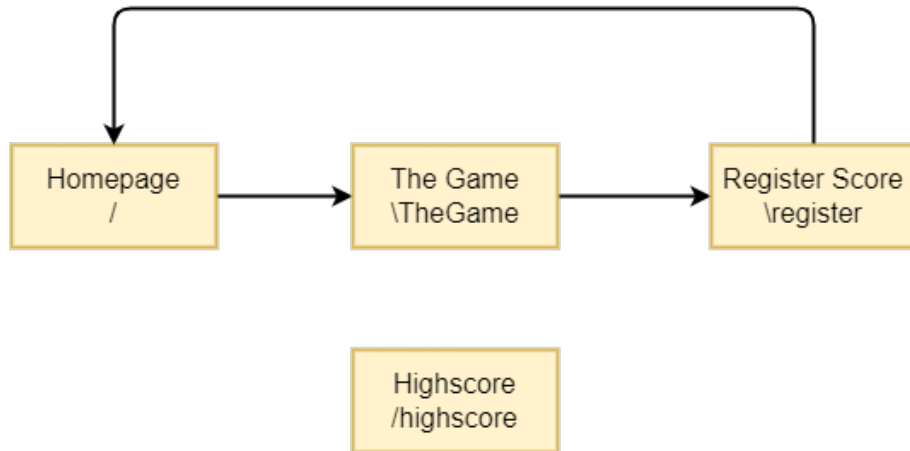 Homepage
/
The Game
\TheGame
Register Score
\register
Highscore
/highscore